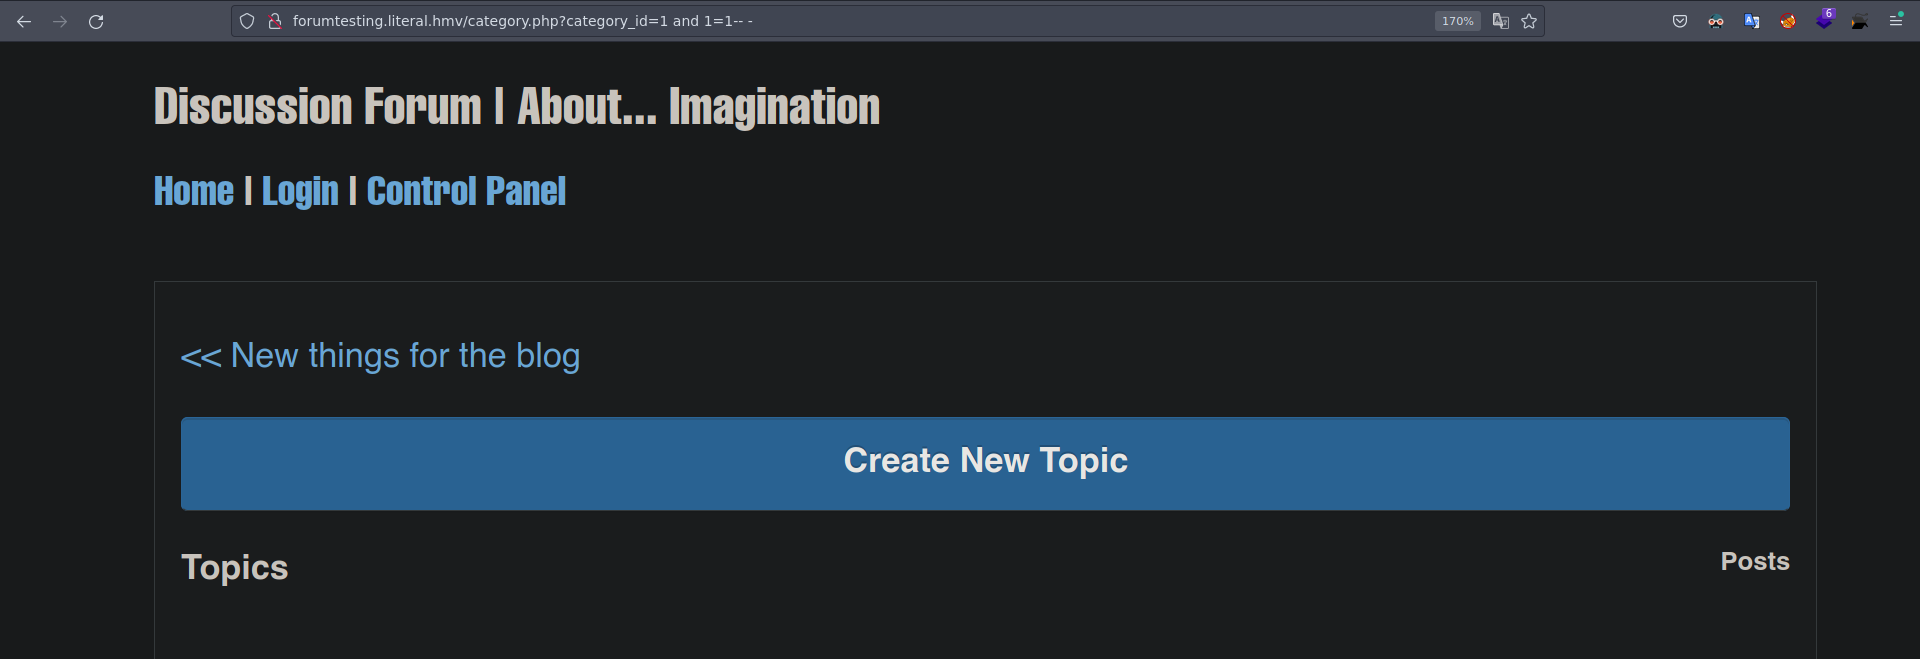 forumtesting.literal.hmv/category.php?category_id=1 and 1=1-- -
170%
6
Discussion Forum | About... Imagination
Home | Login | Control Panel
<< New things for the blog
Create New Topic
Topics
Posts